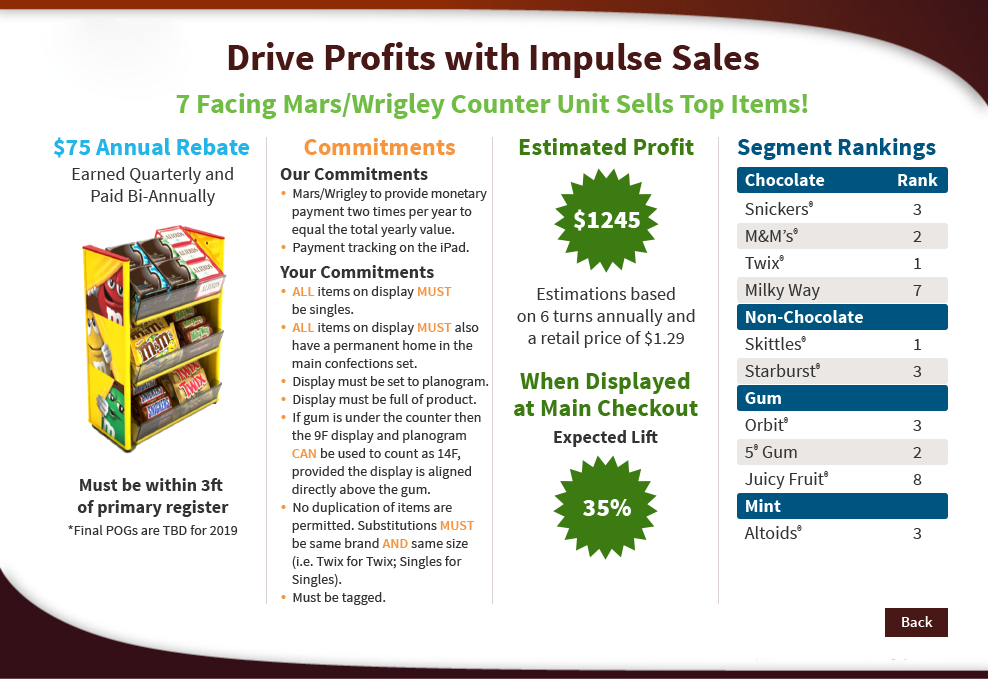 Drive Profits with Impulse Sales
7 Facing Mars/Wrigley Counter Unit Sells Top Items!
$75 Annual Rebate
Earned Quarterly and
Paid Bi-Annually
ALTOIDS
ALTOIDS
ALTOIDS
m&m's
TWIX
SNICKERS
Must be within 3ft
of primary register
*Final POGs are TBD for 2019
Commitments
Our Commitments
• Mars/Wrigley to provide monetary
payment two times per year to
equal the total yearly value.
• Payment tracking on the iPad.
Your Commitments
• ALL items on display MUST
be singles.
• ALL items on display MUST also
have a permanent home in the
main confections set.
• Display must be set to planogram.
• Display must be full of product.
• If gum is under the counter then
the 9F display and planogram
CAN be used to count as 14F,
provided the display is aligned
directly above the gum.
• No duplication of items are
permitted. Substitutions MUST
be same brand AND same size
(i.e. Twix for Twix; Singles for
Singles).
• Must be tagged.
Estimated Profit
$1245
Estimations based
on 6 turns annually and
a retail price of $1.29
When Displayed
at Main Checkout
Expected Lift
35%
Segment Rankings
Chocolate Rank
Snickers® 3
M&M's® 2
Twix® 1
Milky Way 7
Non-Chocolate
Skittles® 1
Starburst® 3
Gum
Orbit® 3
5® Gum 2
Juicy Fruit® 8
Mint
Altoids® 3
Back